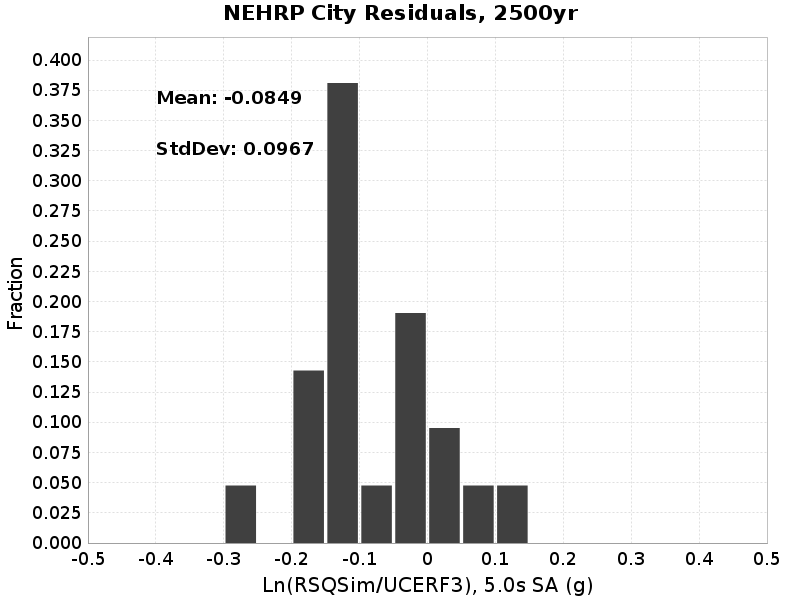 NEHRP City Residuals, 2500yr
Mean: -0.0849
StdDev: 0.0967
Fraction
0.400
0.375
0.350
0.325
0.300
0.275
0.250
0.225
0.200
0.175
0.150
0.125
0.100
0.075
0.050
0.025
0.000
-0.5 -0.4 -0.3 -0.2 -0.1 0 0.1 0.2 0.3 0.4 0.5
Ln(RSQSim/UCERF3), 5.0s SA (g)